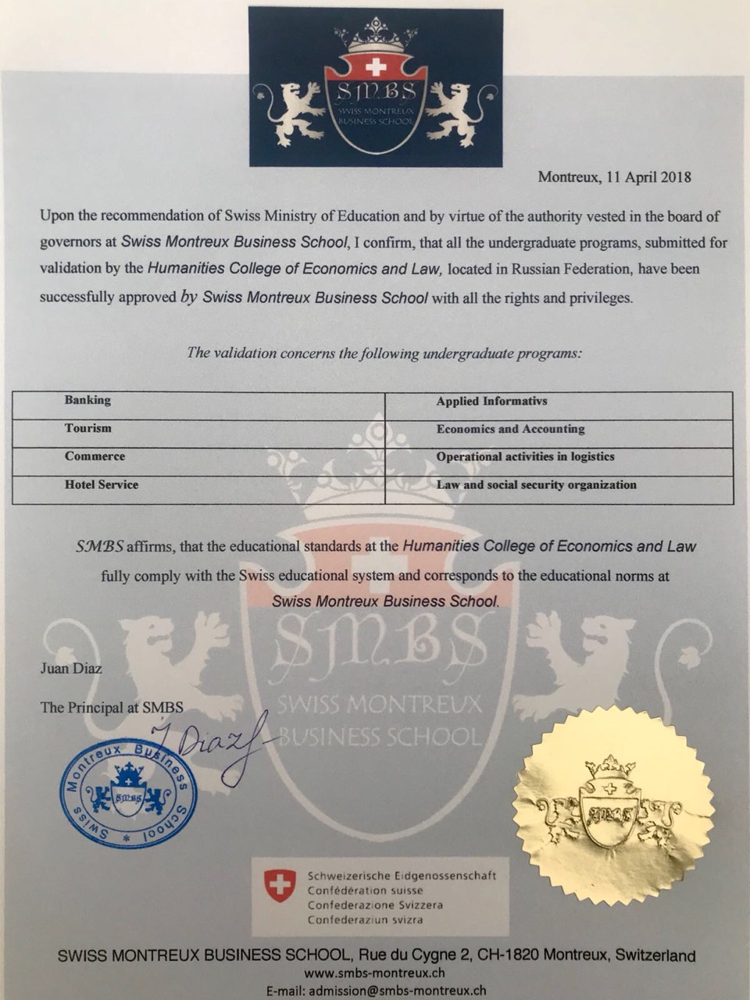 SMBS
SWISS MONTREUX
BUSINESS SCHOOL
Montreux, 11 April 2018
Upon the recommendation of Swiss Ministry of Education and by virtue of the authority vested in the board of
governors at Swiss Montreux Business School, I confirm, that all the undergraduate programs, submitted for
validation by the Humanities College of Economics and Law, located in Russian Federation, have been
successfully approved by Swiss Montreux Business School with all the rights and privileges.
The validation concerns the following undergraduate programs:
Banking Applied Informativs
Tourism Economics and Accounting
Commerce Operational activities in logistics
Hotel Service Law and social security organization
SMBS affirms, that the educational standards at the Humanities College of Economics and Law
fully comply with the Swiss educational system and corresponds to the educational norms at
Swiss Montreux Business School.
SMBS
SWISS MONTREUX
BUSINESS SCHOOL
Juan Diaz
The Principal at SMBS
J Diaz
Swiss Montreux Business School *
SMBS
SMBS
Schweizerische Eidgenossenschaft
Confédération suisse
Confederazione Svizzera
Confederaziun svizra
SWISS MONTREUX BUSINESS SCHOOL, Rue du Cygne 2, CH-1820 Montreux, Switzerland
www.smbs-montreux.ch
E-mail: admission@smbs-montreux.ch